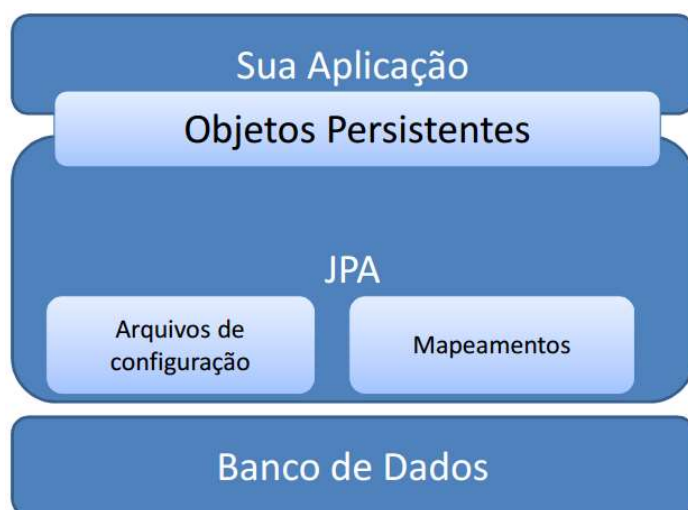 Sua Aplicação
Objetos Persistentes
JPA
Arquivos de
configuração
Mapeamentos
Banco de Dados